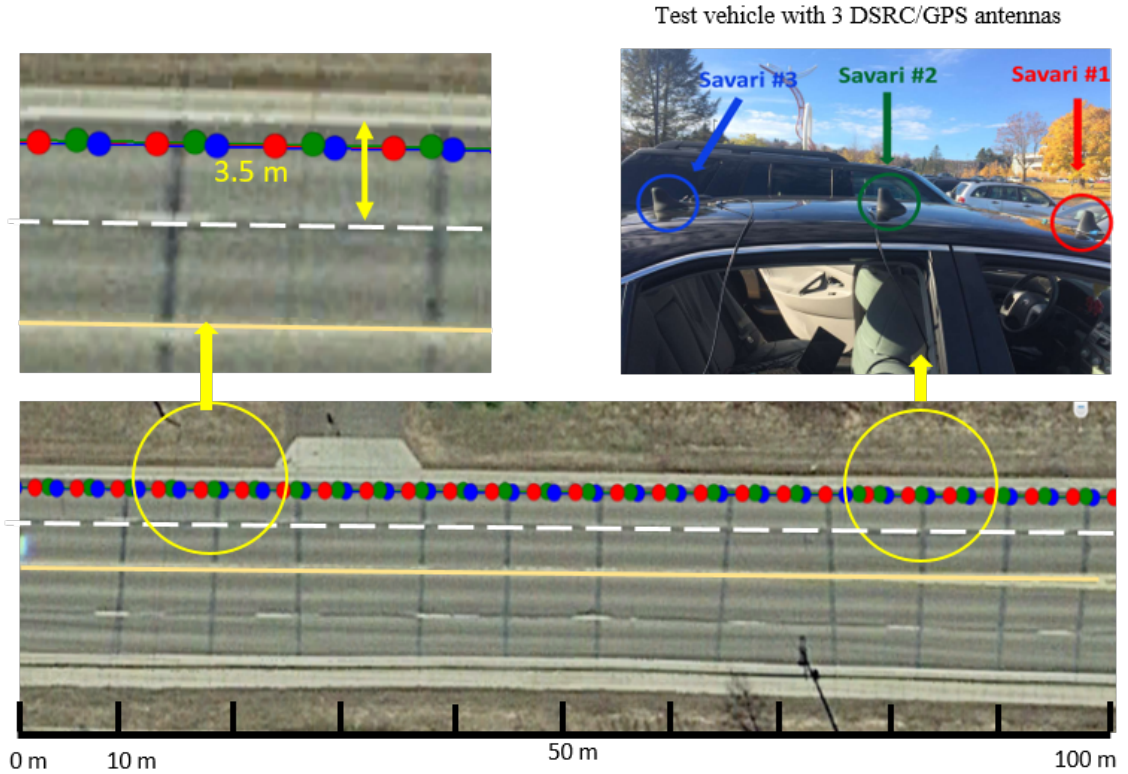 Test vehicle with 3 DSRC/GPS antennas
Savari #3
Savari #2
Savari #1
3.5 m
0 m
10 m
50 m
100 m